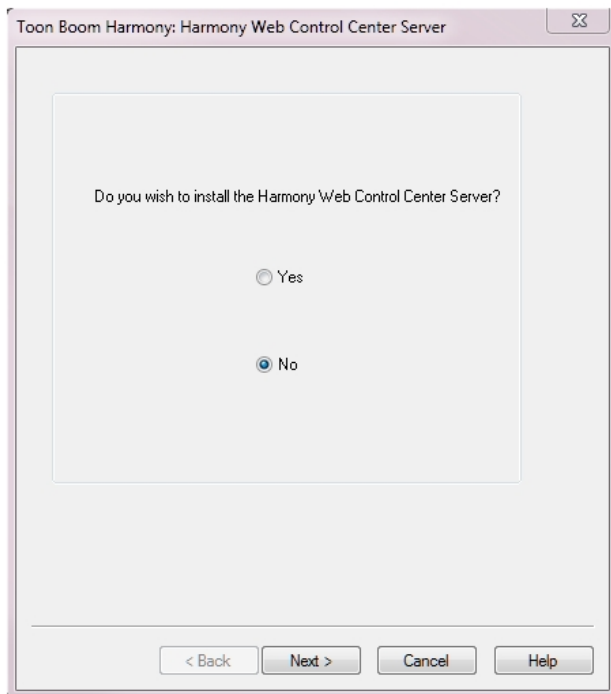 Toon Boom Harmony: Harmony Web Control Center Server
Do you wish to install the Harmony Web Control Center Server?
Yes
No
< Back Next > Cancel Help